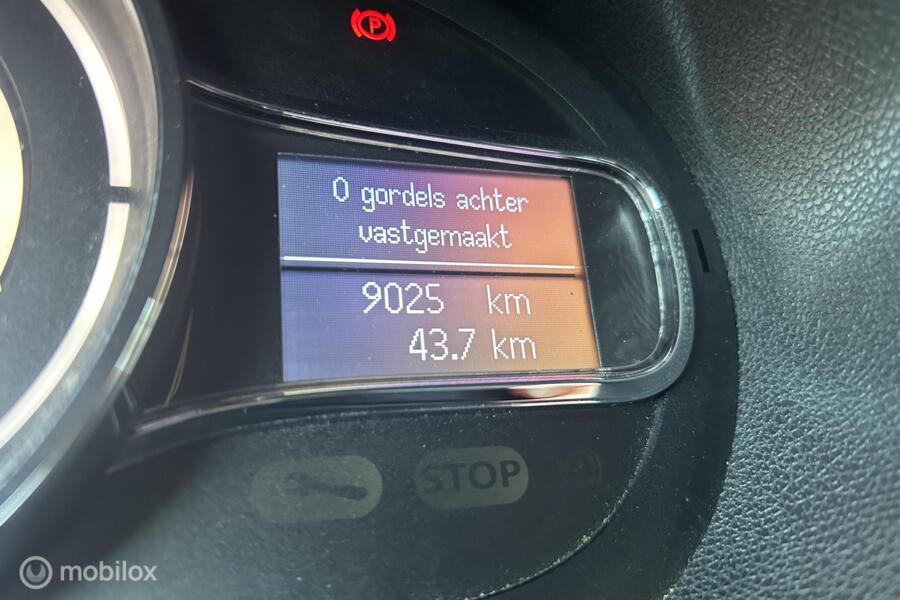 P
0 gordels achter
vastgemaakt
9025 km
43.7 km
STOP
mobilox